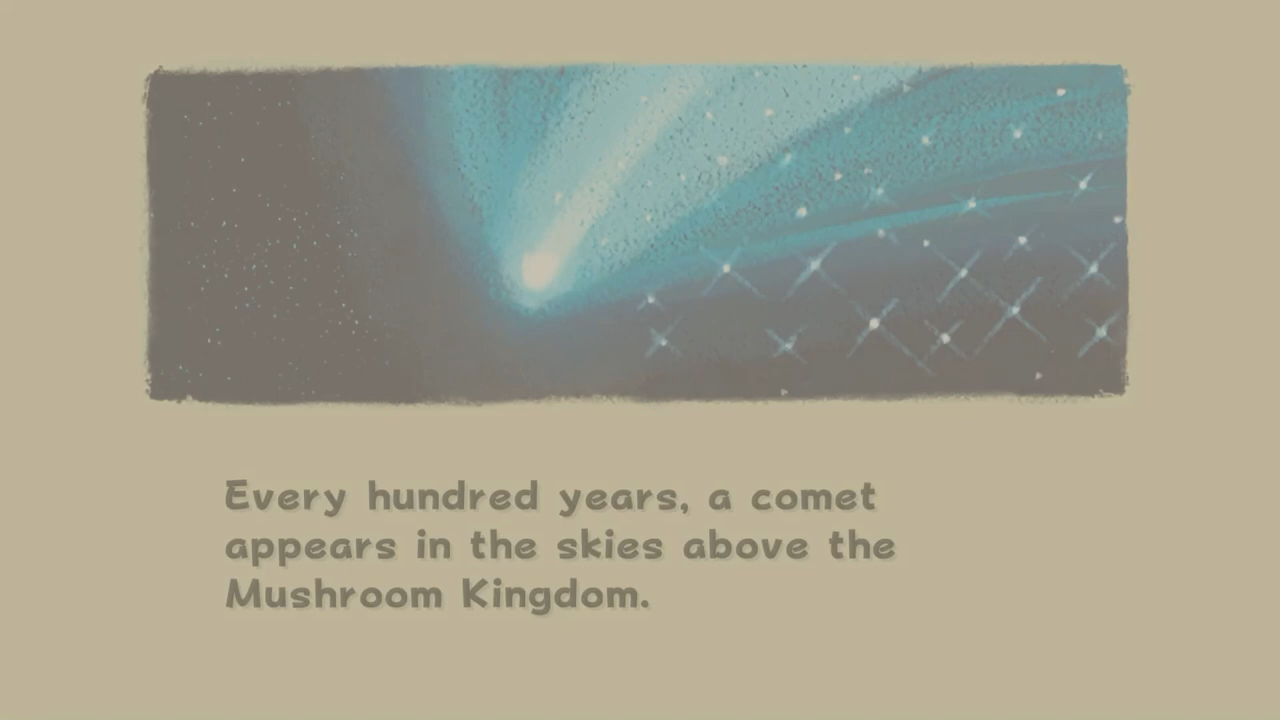 Every hundred years, a comet
appears in the skies above the
Mushroom Kingdom.